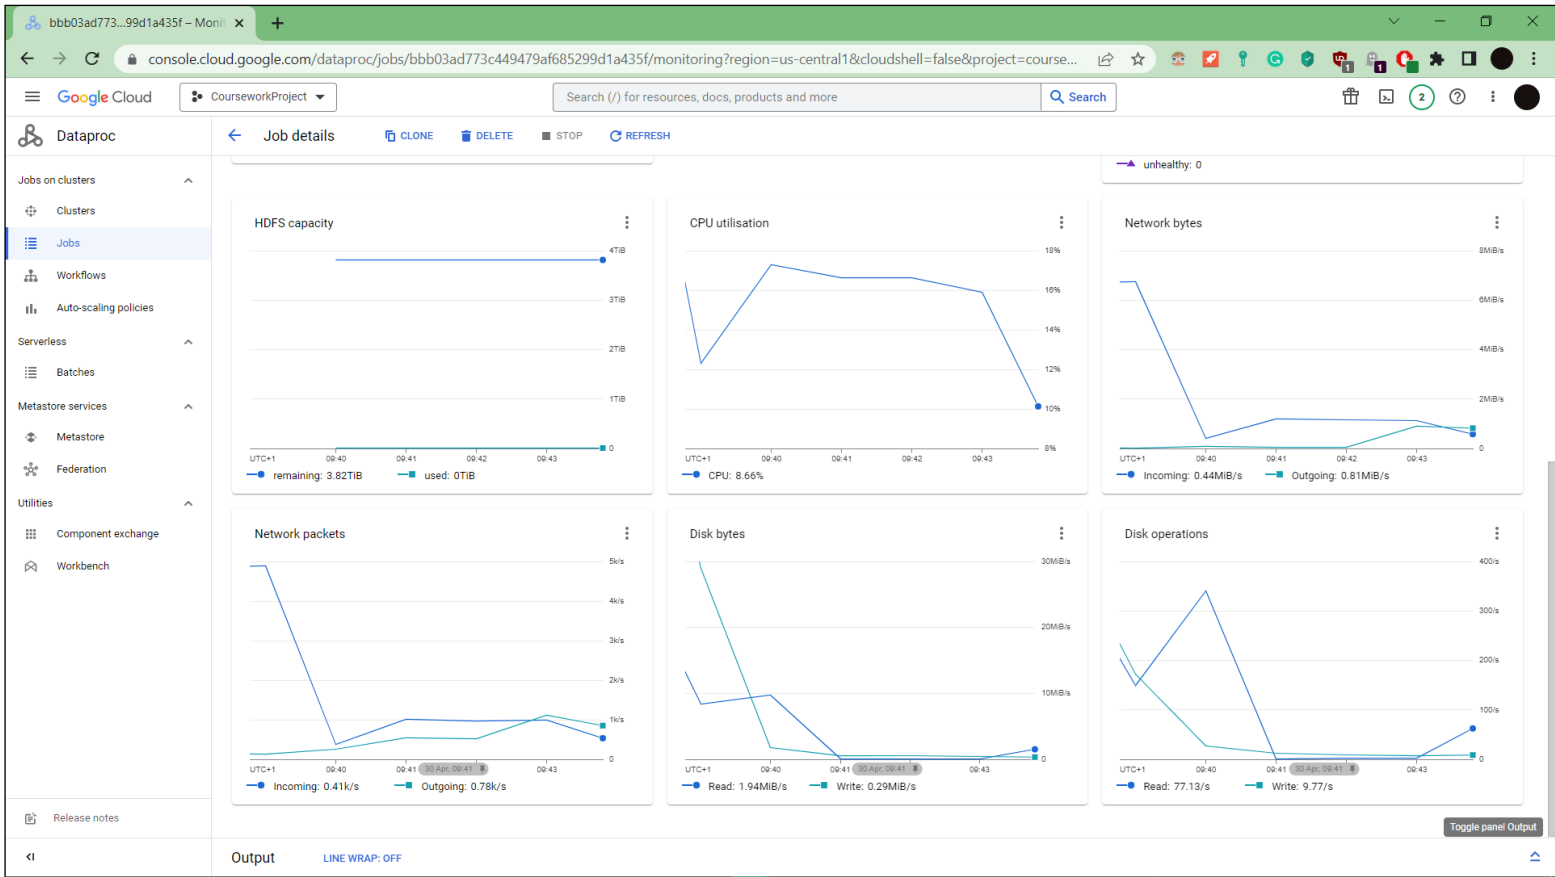 bbb03ad773...99d1a435f – Monit
console.cloud.google.com/dataproc/jobs/bbb03ad773c449479af685299d1a435f/monitoring?region=us-central1&cloudshell=false&project=course...
1
1
Google Cloud
CourseworkProject
Search (/) for resources, docs, products and more
Search
2
Dataproc
Job details
CLONE
DELETE
STOP
REFRESH
Jobs on clusters
Clusters
Jobs
Workflows
Auto-scaling policies
Serverless
Batches
Metastore services
Metastore
Federation
Utilities
Component exchange
Workbench
Release notes
unhealthy: 0
HDFS capacity
4TiB
3TiB
2TiB
1TiB
0
UTC+1 09:40 09:41 09:42 09:43
remaining: 3.82TiB used: 0TiB
CPU utilisation
18%
16%
14%
12%
10%
8%
UTC+1 09:40 09:41 09:42 09:43
CPU: 8.66%
Network bytes
8MiB/s
6MiB/s
4MiB/s
2MiB/s
0
UTC+1 09:40 09:41 09:42 09:43
Incoming: 0.44MiB/s Outgoing: 0.81MiB/s
Network packets
5k/s
4k/s
3k/s
2k/s
1k/s
0
UTC+1 09:40 09:41 30 Apr, 09:41 09:43
Incoming: 0.41k/s Outgoing: 0.78k/s
Disk bytes
30MiB/s
20MiB/s
10MiB/s
0
UTC+1 09:40 09:41 30 Apr, 09:41 09:43
Read: 1.94MiB/s Write: 0.29MiB/s
Disk operations
400/s
300/s
200/s
100/s
0
UTC+1 09:40 09:41 30 Apr, 09:41 09:43
Read: 77.13/s Write: 9.77/s
Toggle panel Output
Output
LINE WRAP: OFF